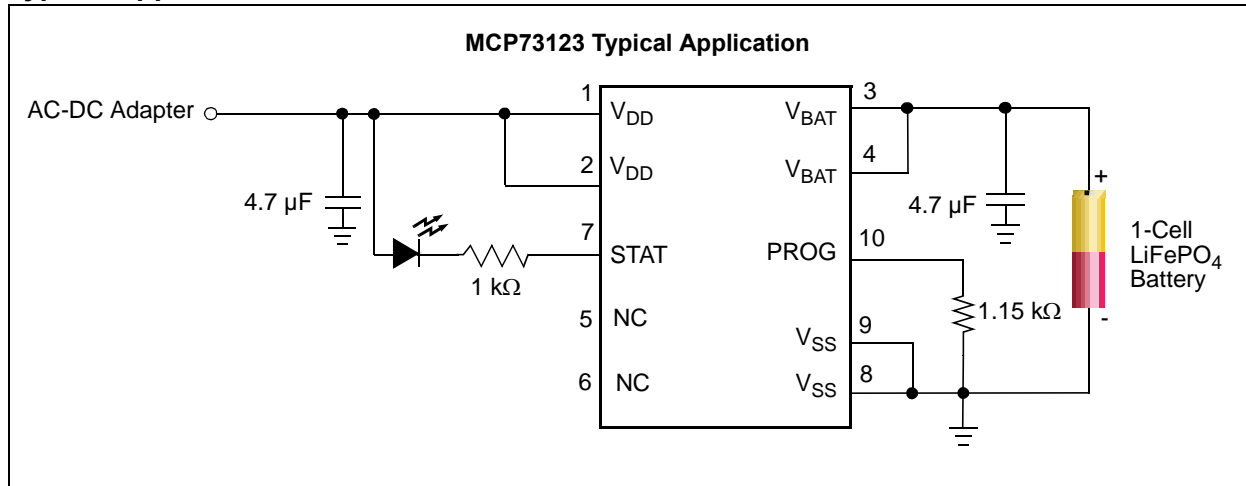 MCP73123 Typical Application
AC-DC Adapter
1
VDD
2
VDD
4.7 µF
7
STAT
1 kΩ
5
NC
6
NC
3
VBAT
4
VBAT
4.7 µF
10
PROG
1.15 kΩ
9
VSS
8
VSS
+
1-Cell
LiFePO4
Battery
-